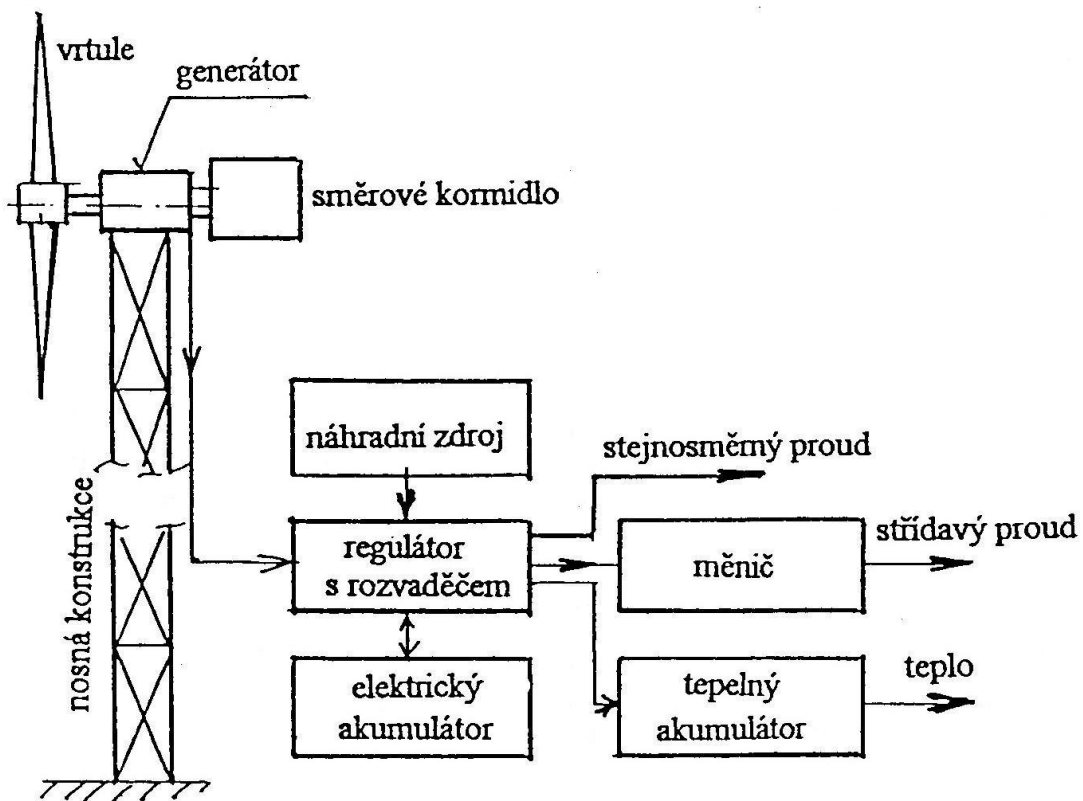 vrtule
generátor
směrové kormidlo
náhradní zdroj
stejnosměrný proud
nosná konstrukce
regulátor
s rozvaděčem
měnič
střídavý proud
elektrický
akumulátor
tepelný
akumulátor
teplo